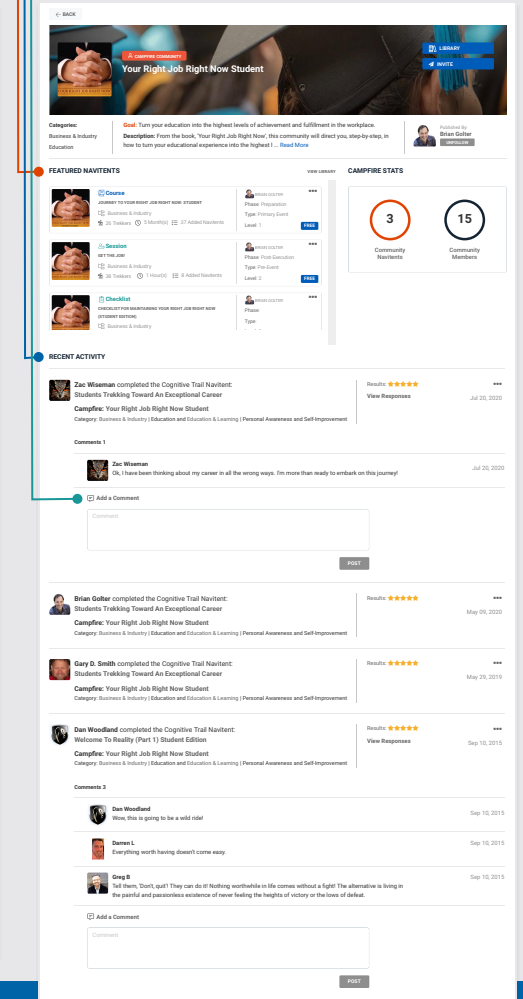 ← BACK
CAMPFIRE COMMUNITY
Your Right Job Right Now Student
LIBRARY
INVITE
Categories:
Business & Industry
Education
Goal: Turn your education into the highest levels of achievement and fulfillment in the workplace.
Description: From the book, 'Your Right Job Right Now', this community will direct you, step-by-step, in
how to turn your educational experience into the highest l ... Read More
Published By:
Brian Golter
UNFOLLOW
FEATURED NAVITENTS
VIEW LIBRARY
Course
JOURNEY TO YOUR RIGHT JOB RIGHT NOW: STUDENT
Business & Industry
26 Trekkers 5 Month(s) 27 Added Navitents
BRIAN GOLTER
Phase: Preparation
Type: Primary Event
Level: 1
FREE
Session
GET THE JOB!
Business & Industry
38 Trekkers 1 Hour(s) 8 Added Navitents
BRIAN GOLTER
Phase: Post-Execution
Type: Pre-Event
Level: 2
FREE
Checklist
CHECKLIST FOR MAINTAINING YOUR RIGHT JOB RIGHT NOW
(STUDENT EDITION)
Business & Industry
BRIAN GOLTER
Phase:
Type:
CAMPFIRE STATS
3
Community
Navitents
15
Community
Members
RECENT ACTIVITY
Zac Wiseman completed the Cognitive Trail Navitent:
Students Trekking Toward An Exceptional Career
Campfire: Your Right Job Right Now Student
Category: Business & Industry | Education and Education & Learning | Personal Awareness and Self-Improvement
Results:
View Responses
Jul 20, 2020
Comments 1
Zac Wiseman
Ok, I have been thinking about my career in all the wrong ways. I'm more than ready to embark on this journey!
Jul 20, 2020
Add a Comment
Comment
POST
Brian Golter completed the Cognitive Trail Navitent:
Students Trekking Toward An Exceptional Career
Campfire: Your Right Job Right Now Student
Category: Business & Industry | Education and Education & Learning | Personal Awareness and Self-Improvement
Results:
May 09, 2020
Gary D. Smith completed the Cognitive Trail Navitent:
Students Trekking Toward An Exceptional Career
Campfire: Your Right Job Right Now Student
Category: Business & Industry | Education and Education & Learning | Personal Awareness and Self-Improvement
Results:
May 29, 2019
Dan Woodland completed the Cognitive Trail Navitent:
Welcome To Reality (Part 1) Student Edition
Campfire: Your Right Job Right Now Student
Category: Business & Industry | Education and Education & Learning | Personal Awareness and Self-Improvement
Results:
View Responses
Sep 10, 2015
Comments 3
Dan Woodland
Wow, this is going to be a wild ride!
Sep 10, 2015
Darren L
Everything worth having doesn't come easy.
Sep 10, 2015
Greg B
Tell them, 'Don't, quit'! They can do it! Nothing worthwhile in life comes without a fight! The alternative is living in
the painful and passionless existence of never feeling the heights of victory or the lows of defeat.
Sep 10, 2015
Add a Comment
Comment
POST